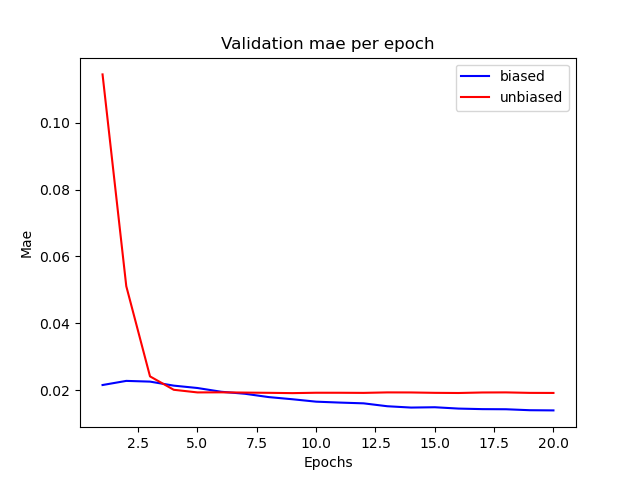 Validation mae per epoch
biased
unbiased
Mae
0.10
0.08
0.06
0.04
0.02
2.5 5.0 7.5 10.0 12.5 15.0 17.5 20.0
Epochs